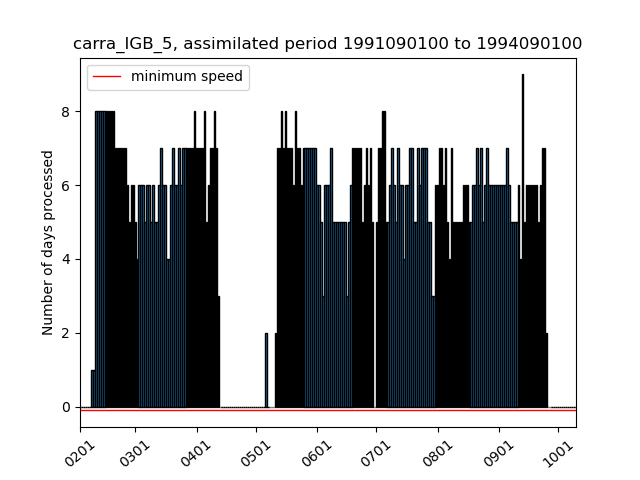 carra_IGB_5, assimilated period 1991090100 to 1994090100
minimum speed
Number of days processed
8
6
4
2
0
0201 0301 0401 0501 0601 0701 0801 0901 1001